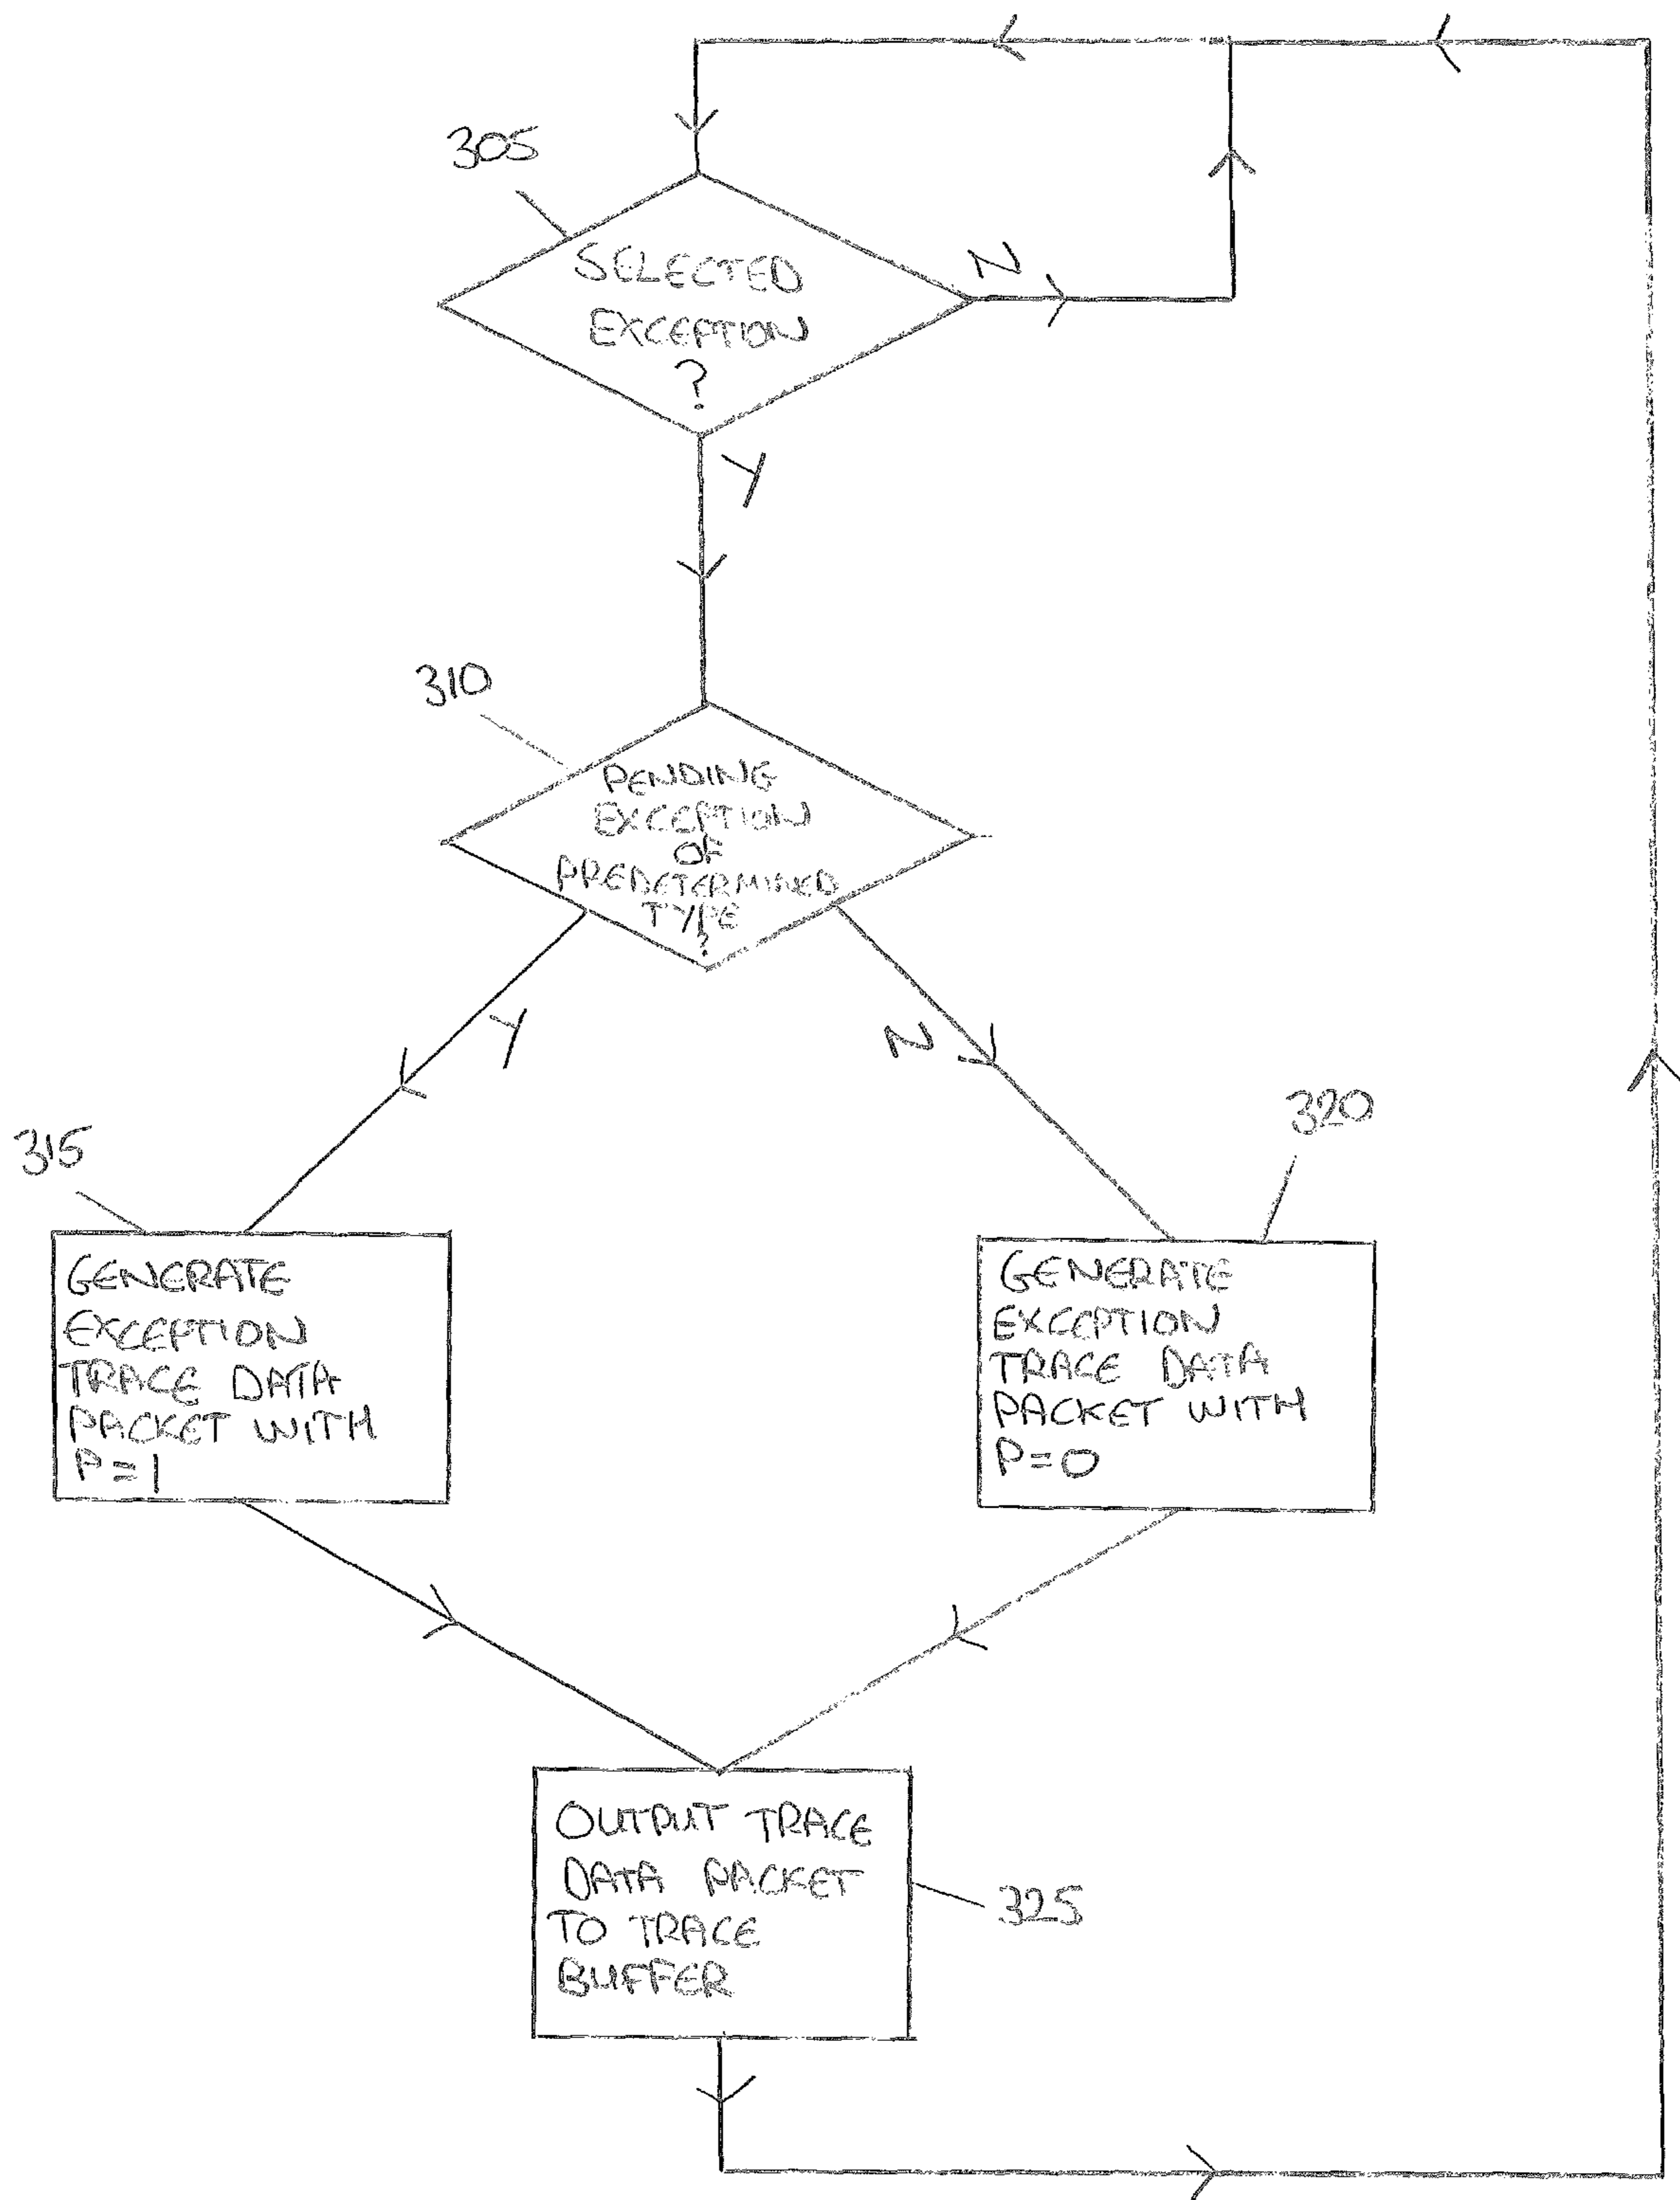 305
SELECTED
EXCEPTION
?
N
Y
310
PENDING
EXCEPTION
OF
PREDETERMINED
TYPE
?
Y
N
315
320
GENERATE
EXCEPTION
TRACE DATA
PACKET WITH
P=1
GENERATE
EXCEPTION
TRACE DATA
PACKET WITH
P=0
OUTPUT TRACE
DATA PACKET
TO TRACE
BUFFER
325